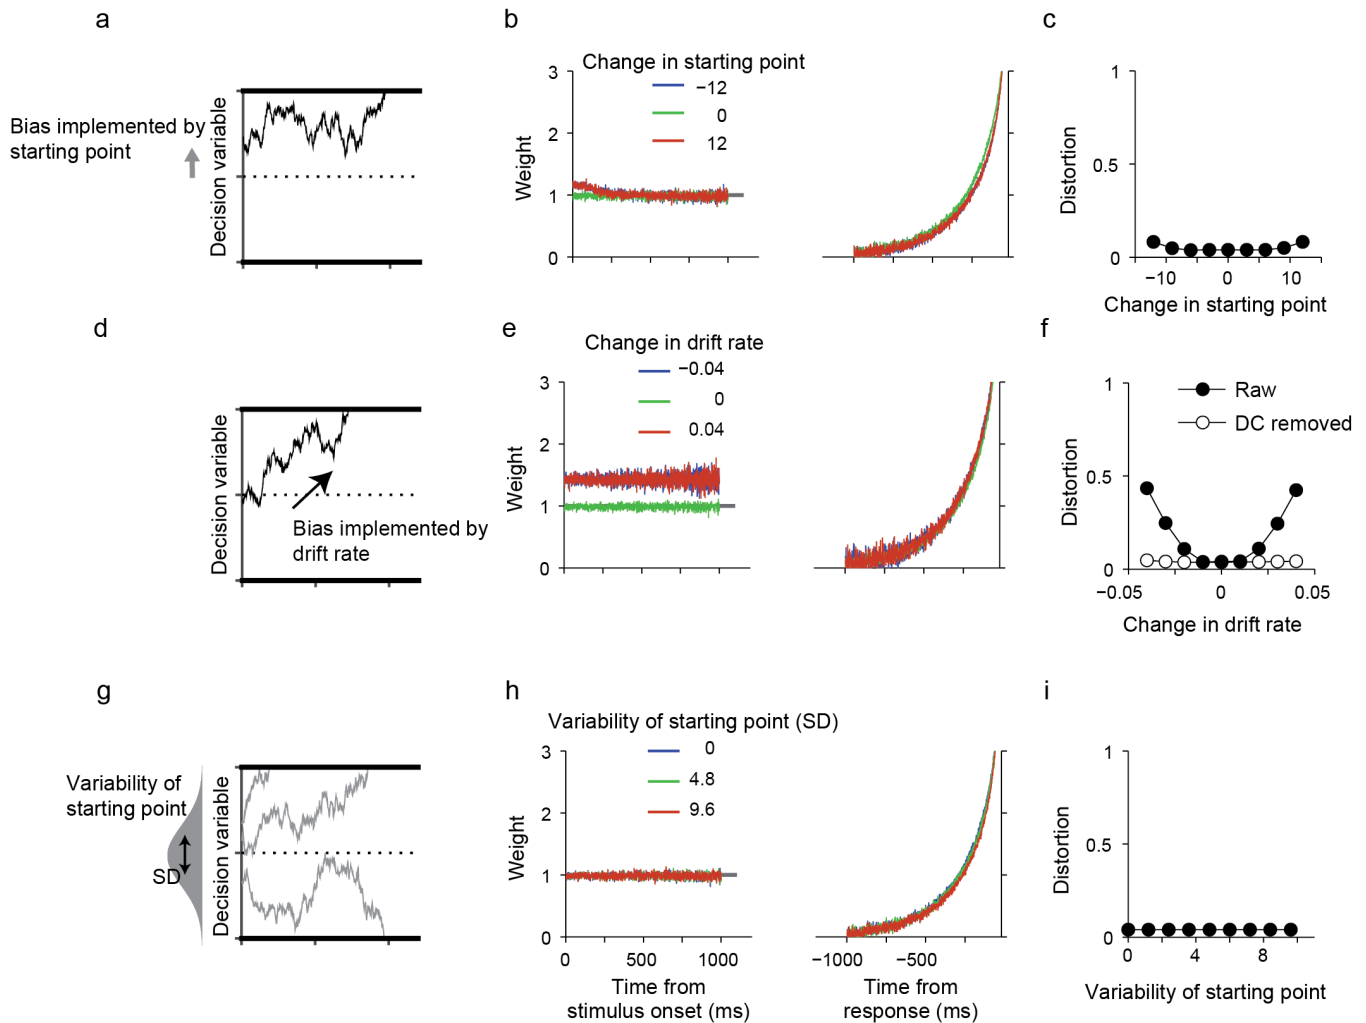 a
Bias implemented by
starting point
Decision variable
b
Change in starting point
−12
0
12
3
2
1
0
Weight
c
1
0.5
0
Distortion
−10
0
10
Change in starting point
d
Decision variable
Bias implemented by
drift rate
e
Change in drift rate
−0.04
0
0.04
3
2
1
0
Weight
f
Raw
DC removed
1
0.5
0
Distortion
−0.05
0
0.05
Change in drift rate
g
Variability of
starting point
SD
Decision variable
h
Variability of starting point (SD)
0
4.8
9.6
3
2
1
0
Weight
0
500
1000
Time from
stimulus onset (ms)
−1000
−500
Time from
response (ms)
i
1
0.5
0
Distortion
0
4
8
Variability of starting point